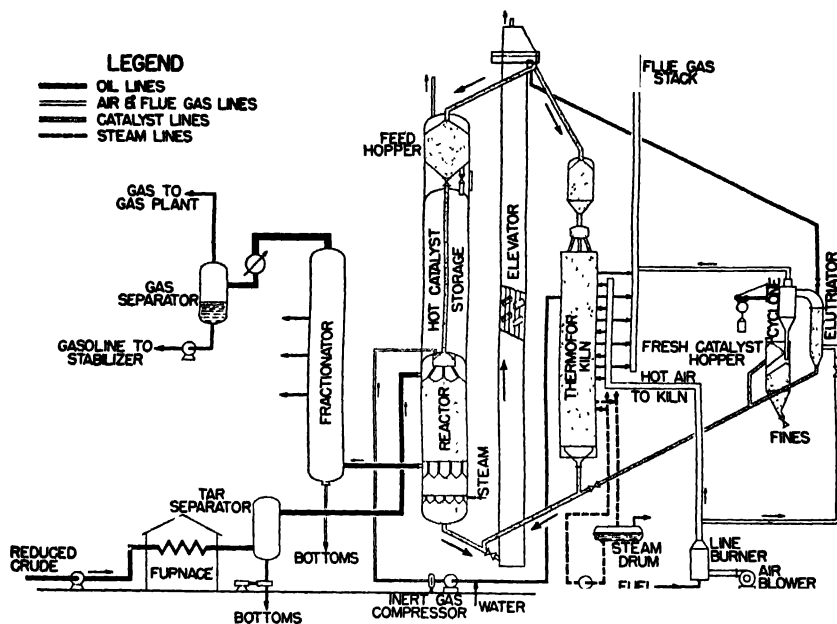 LEGEND
OIL LINES
AIR & FLUE GAS LINES
CATALYST LINES
STEAM LINES
FLUE GAS
STACK
FEED
HOPPER
GAS TO
GAS PLANT
GAS
SEPARATOR
GASOLINE TO
STABILIZER
FRACTIONATOR
HOT CATALYST
STORAGE
ELEVATOR
THERMOFOR
KILN
CYCLONE
ELUTRIATOR
FRESH CATALYST
HOPPER
HOT AIR
TO KILN
FINES
REACTOR
STEAM
TAR
SEPARATOR
REDUCED
CRUDE
FUPNACE
BOTTOMS
BOTTOMS
INERT GAS
COMPRESSOR
WATER
STEAM
DRUM
FUEL
LINE
BURNER
AIR
BLOWER